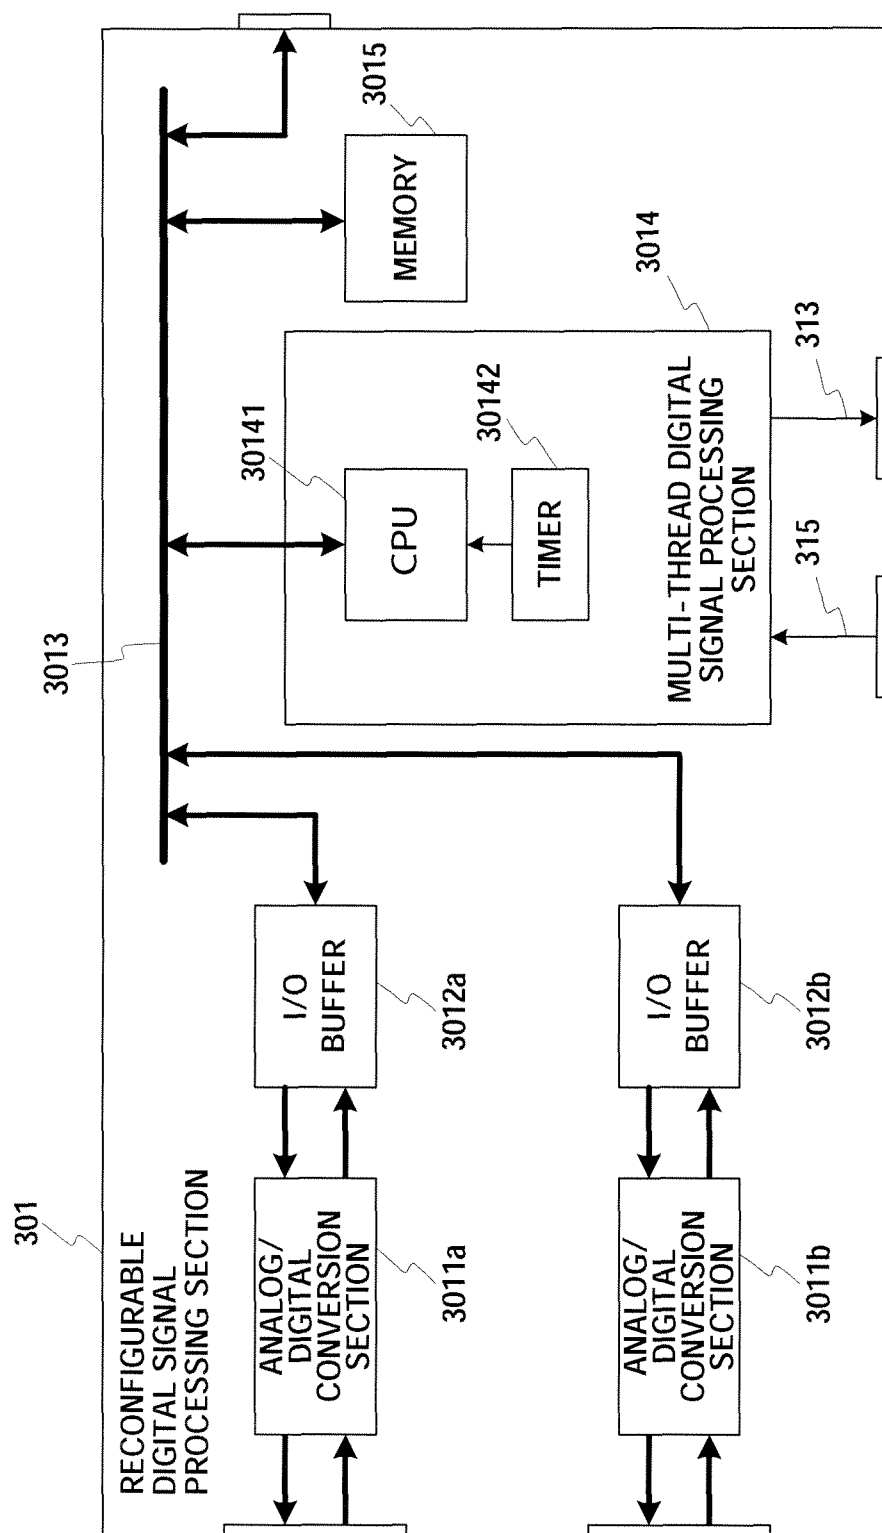 301
RECONFIGURABLE
DIGITAL SIGNAL
PROCESSING SECTION
3013
ANALOG/
DIGITAL
CONVERSION
SECTION
3011a
I/O
BUFFER
3012a
ANALOG/
DIGITAL
CONVERSION
SECTION
3011b
I/O
BUFFER
3012b
30141
CPU
30142
TIMER
MULTI-THREAD DIGITAL
SIGNAL PROCESSING
SECTION
3014
MEMORY
3015
315
313